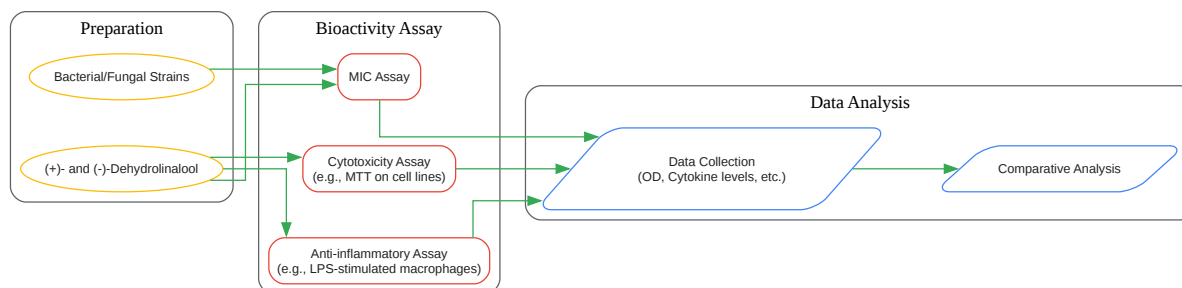 Preparation
Bacterial/Fungal Strains
(+)- and (-)-Dehydrolinalool
Bioactivity Assay
MIC Assay
Cytotoxicity Assay
(e.g., MTT on cell lines)
Anti-inflammatory Assay
(e.g., LPS-stimulated macrophages)
Data Analysis
Data Collection
(OD, Cytokine levels, etc.)
Comparative Analysis